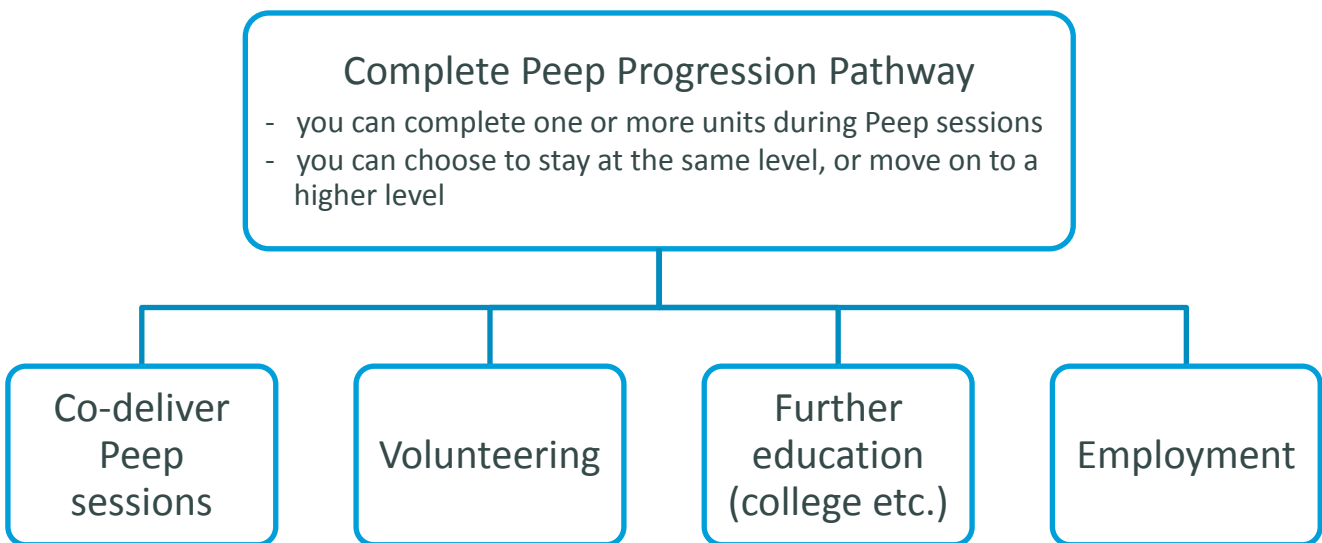 Complete Peep Progression Pathway
- you can complete one or more units during Peep sessions
- you can choose to stay at the same level, or move on to a
higher level
Co-deliver
Peep
sessions
Volunteering
Further
education
(college etc.)
Employment